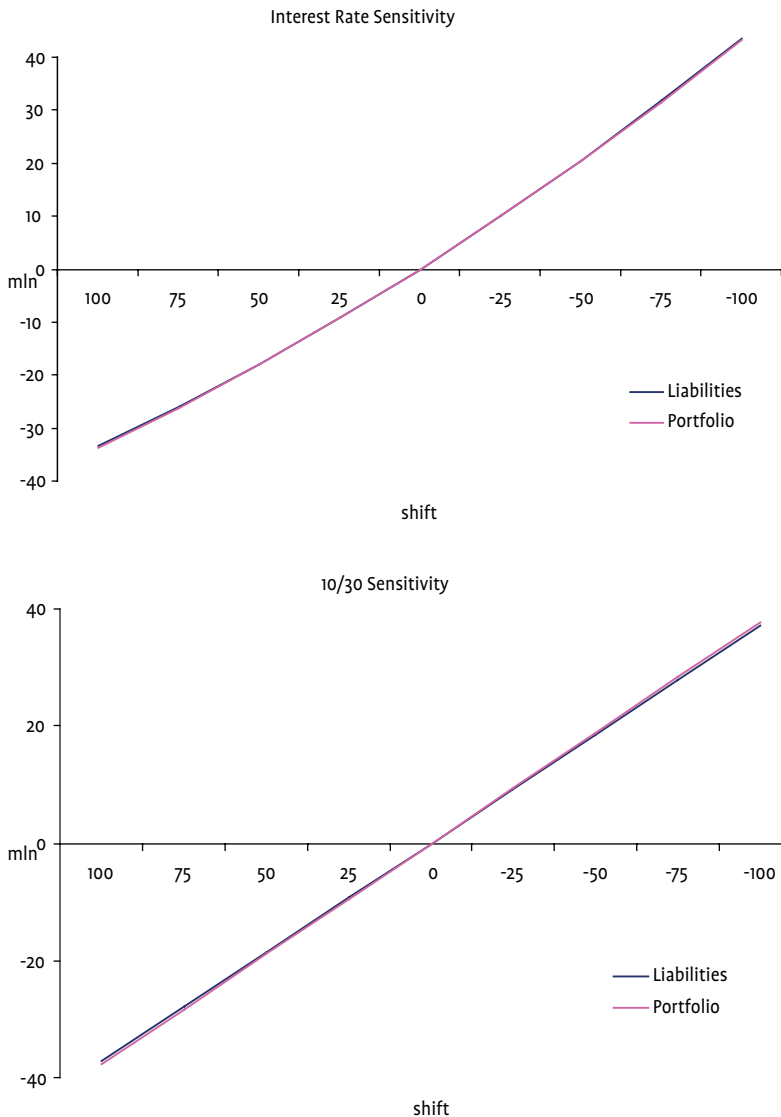 Interest Rate Sensitivity
40
30
20
10
0
mln
100 75 50 25 0 -25 -50 -75 -100
-10
-20
Liabilities
Portfolio
-30
-40
shift
10/30 Sensitivity
40
20
0
mln
100 75 50 25 0 -25 -50 -75 -100
-20
Liabilities
Portfolio
-40
shift